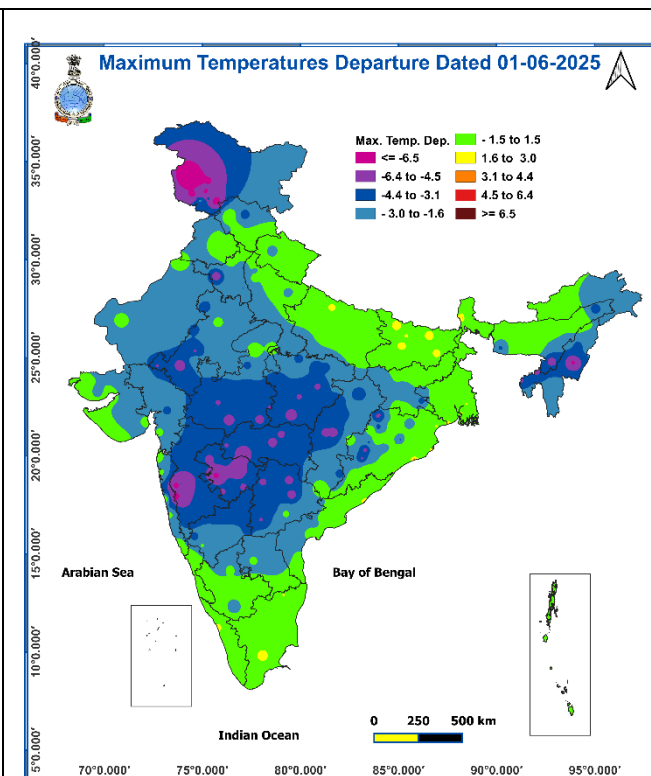 Maximum Temperatures Departure Dated 01-06-2025
Max. Temp. Dep.
<= -6.5
-6.4 to -4.5
-4.4 to -3.1
- 3.0 to -1.6
- 1.5 to 1.5
1.6 to 3.0
3.1 to 4.4
4.5 to 6.4
>= 6.5
40°0.000'
35°0.000'
30°0.000'
25°0.000'
20°0.000'
15°0.000'
10°0.000'
5°0.000'
Arabian Sea
Bay of Bengal
Indian Ocean
0 250 500 km
70°0.000' 75°0.000' 80°0.000' 85°0.000' 90°0.000' 95°0.000'